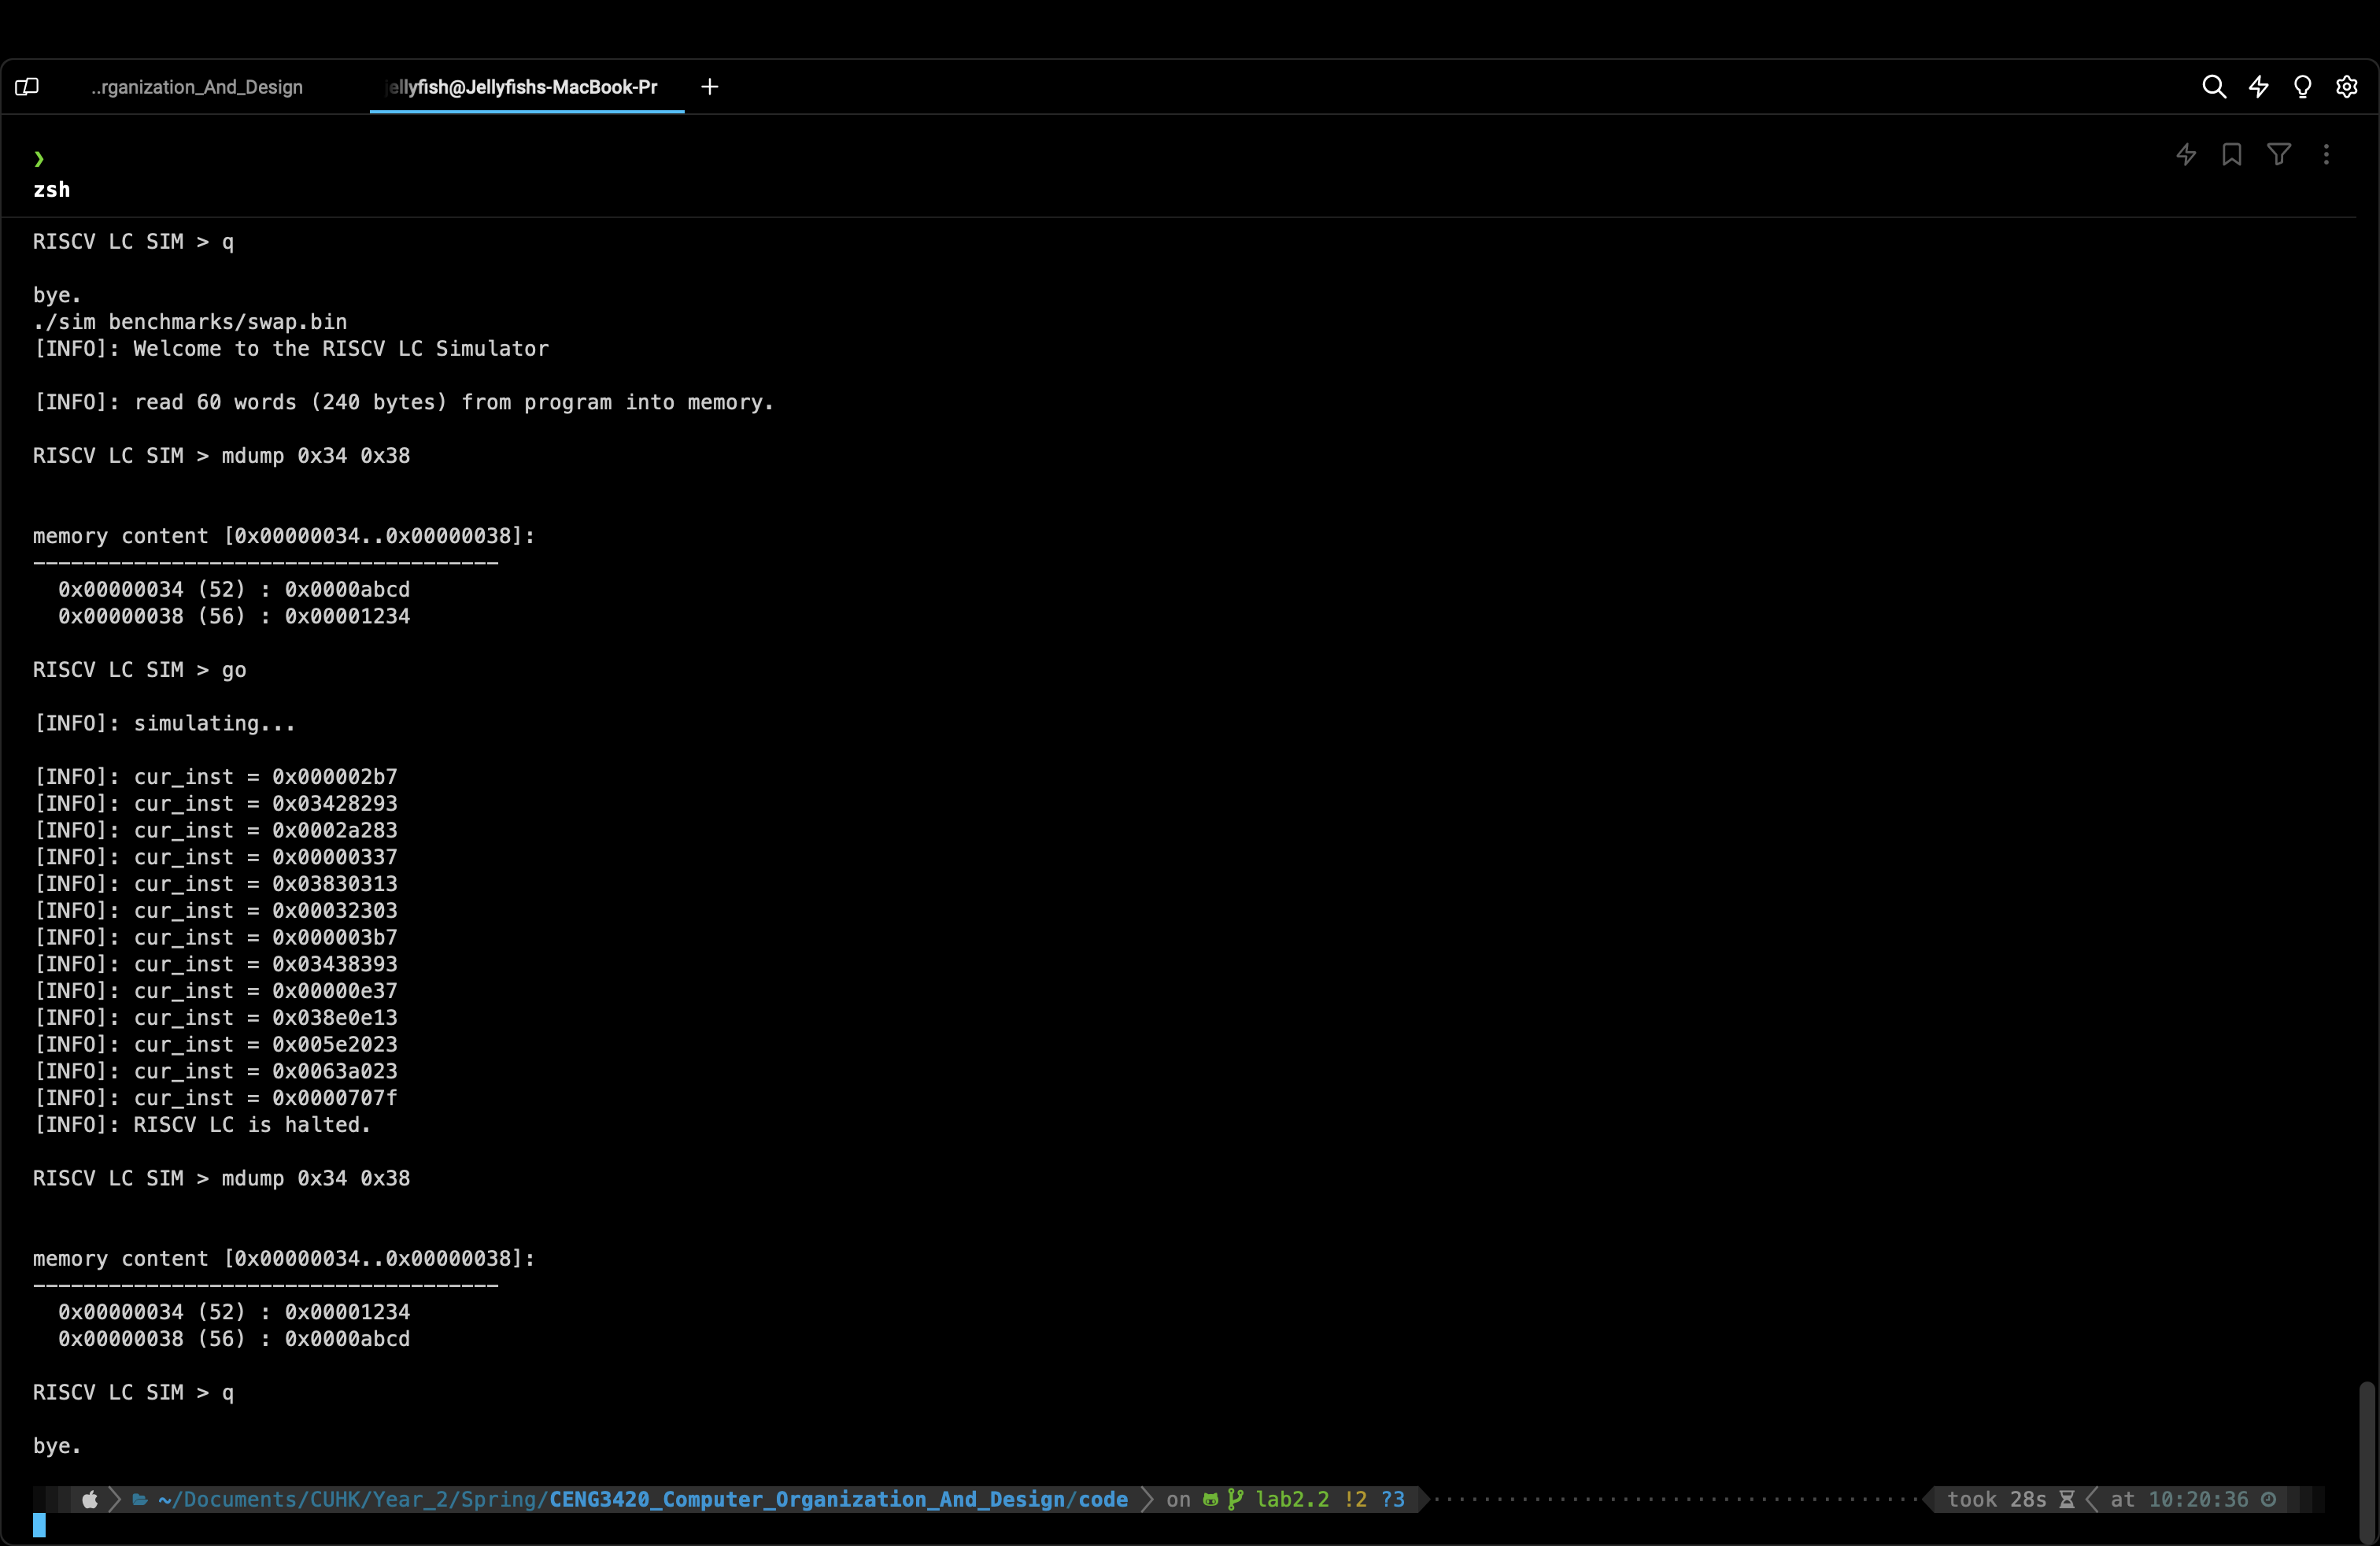 ..rganization_And_Design
jellyfish@Jellyfishs-MacBook-Pr
❯
zsh
RISCV LC SIM > q
bye.
./sim benchmarks/swap.bin
[INFO]: Welcome to the RISCV LC Simulator
[INFO]: read 60 words (240 bytes) from program into memory.
RISCV LC SIM > mdump 0x34 0x38
memory content [0x00000034..0x00000038]:
-------------------------------------
0x00000034 (52) : 0x0000abcd
0x00000038 (56) : 0x00001234
RISCV LC SIM > go
[INFO]: simulating...
[INFO]: cur_inst = 0x000002b7
[INFO]: cur_inst = 0x03428293
[INFO]: cur_inst = 0x0002a283
[INFO]: cur_inst = 0x00000337
[INFO]: cur_inst = 0x03830313
[INFO]: cur_inst = 0x00032303
[INFO]: cur_inst = 0x000003b7
[INFO]: cur_inst = 0x03438393
[INFO]: cur_inst = 0x00000e37
[INFO]: cur_inst = 0x038e0e13
[INFO]: cur_inst = 0x005e2023
[INFO]: cur_inst = 0x0063a023
[INFO]: cur_inst = 0x0000707f
[INFO]: RISCV LC is halted.
RISCV LC SIM > mdump 0x34 0x38
memory content [0x00000034..0x00000038]:
-------------------------------------
0x00000034 (52) : 0x00001234
0x00000038 (56) : 0x0000abcd
RISCV LC SIM > q
bye.
~/Documents/CUHK/Year_2/Spring/CENG3420_Computer_Organization_And_Design/code on lab2.2 !2 ?3 took 28s at 10:20:36